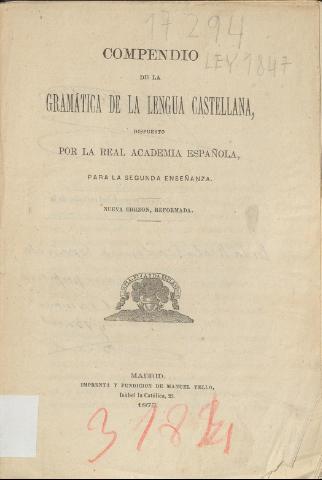 17294
LEY 1847
COMPENDIO
DE LA
GRAMÁTICA DE LA LENGUA CASTELLANA,
DISPUESTO
POR LA REAL ACADEMIA ESPAÑOLA,
PARA LA SEGUNDA ENSEÑANZA.
NUEVA EDICION, REFORMADA.
MADRID.
IMPRENTA Y FUNDICION DE MANUEL TELLO,
Isabel la Católica, 23.